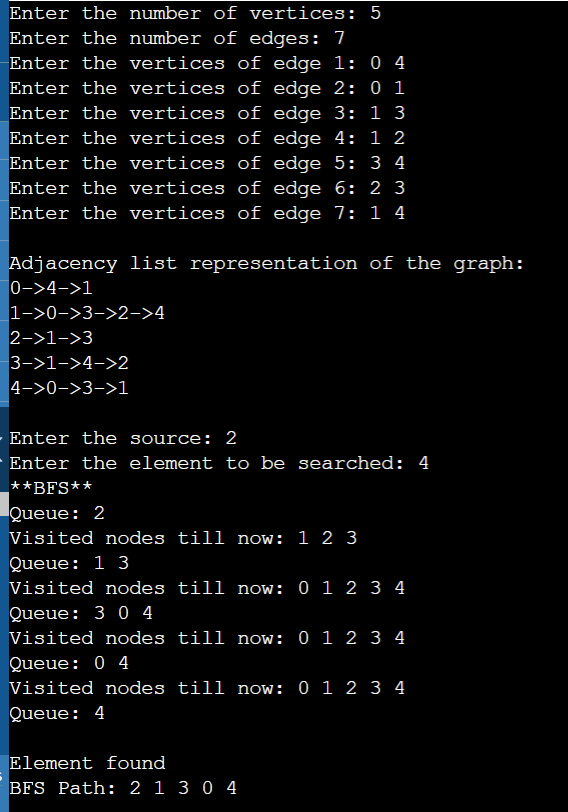 Enter the number of vertices: 5
Enter the number of edges: 7
Enter the vertices of edge 1: 0 4
Enter the vertices of edge 2: 0 1
Enter the vertices of edge 3: 1 3
Enter the vertices of edge 4: 1 2
Enter the vertices of edge 5: 3 4
Enter the vertices of edge 6: 2 3
Enter the vertices of edge 7: 1 4
Adjacency list representation of the graph:
0->4->1
1->0->3->2->4
2->1->3
3->1->4->2
4->0->3->1
Enter the source: 2
Enter the element to be searched: 4
**BFS**
Queue: 2
Visited nodes till now: 1 2 3
Queue: 1 3
Visited nodes till now: 0 1 2 3 4
Queue: 3 0 4
Visited nodes till now: 0 1 2 3 4
Queue: 0 4
Visited nodes till now: 0 1 2 3 4
Queue: 4
Element found
BFS Path: 2 1 3 0 4